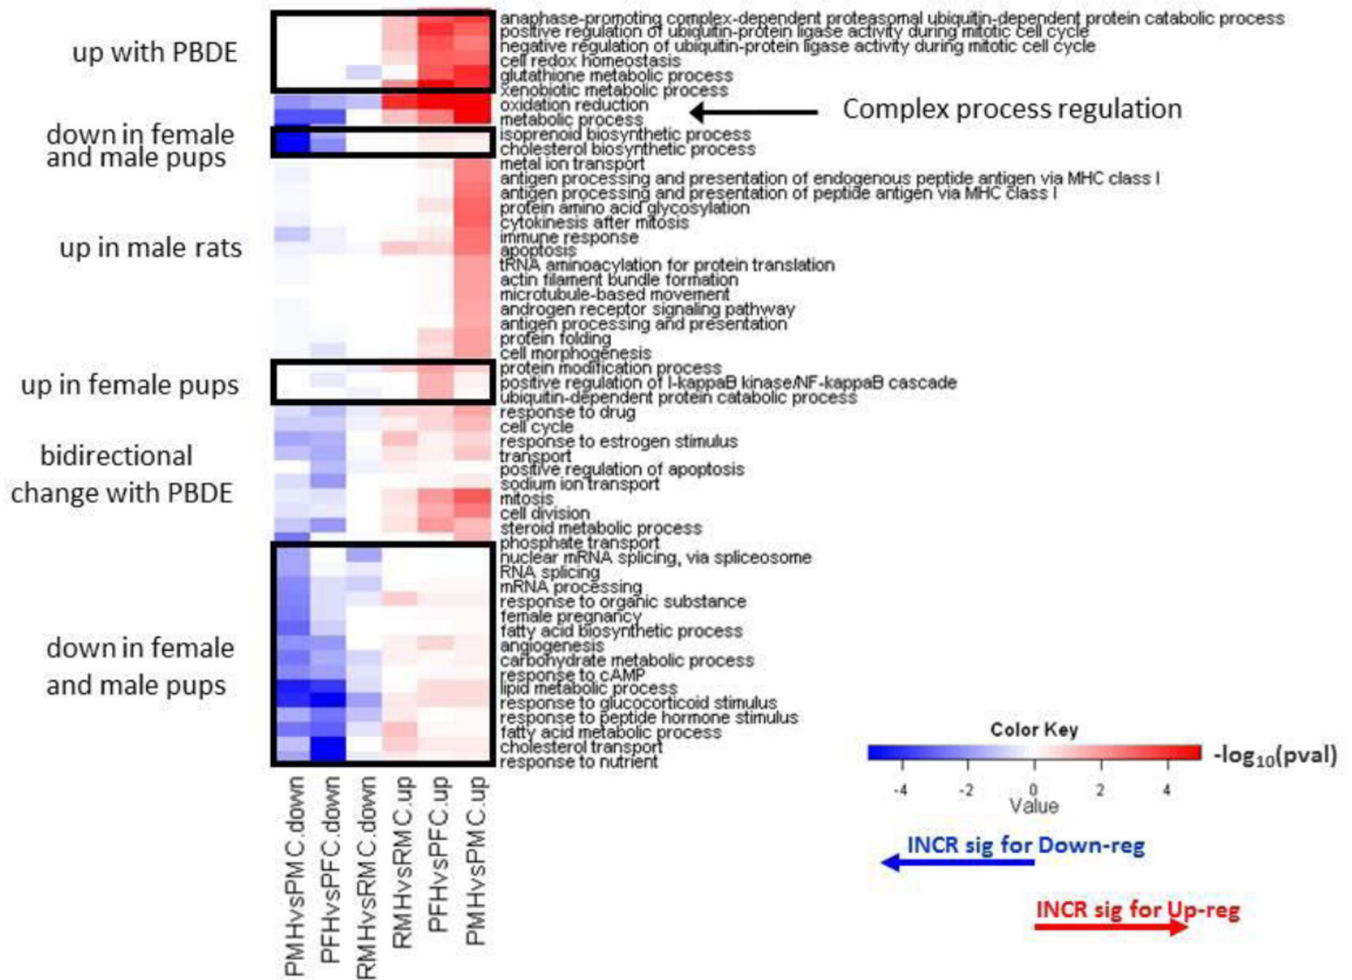 up with PBDE
down in female
and male pups
up in male rats
up in female pups
bidirectional
change with PBDE
down in female
and male pups
anaphase-promoting complex-dependent proteasomal ubiquitin-dependent protein catabolic process
positive regulation of ubiquitin-protein ligase activity during mitotic cell cycle
negative regulation of ubiquitin-protein ligase activity during mitotic cell cycle
cell redox homeostasis
glutathione metabolic process
xenobiotic metabolic process
oxidation reduction
metabolic process
isoprenoid biosynthetic process
cholesterol biosynthetic process
metal ion transport
antigen processing and presentation of endogenous peptide antigen via MHC class I
antigen processing and presentation of peptide antigen via MHC class I
protein amino acid glycosylation
cytokinesis after mitosis
immune response
apoptosis
tRNA aminoacylation for protein translation
actin filament bundle formation
microtubule-based movement
androgen receptor signaling pathway
antigen processing and presentation
protein folding
cell morphogenesis
protein modification process
positive regulation of I-kappaB kinase/NF-kappaB cascade
ubiquitin-dependent protein catabolic process
response to drug
cell cycle
response to estrogen stimulus
transport
positive regulation of apoptosis
sodium ion transport
mitosis
cell division
steroid metabolic process
phosphate transport
nuclear mRNA splicing, via spliceosome
RNA splicing
mRNA processing
response to organic substance
female pregnancy
fatty acid biosynthetic process
angiogenesis
carbohydrate metabolic process
response to cAMP
lipid metabolic process
response to glucocorticoid stimulus
response to peptide hormone stimulus
fatty acid metabolic process
cholesterol transport
response to nutrient
Complex process regulation
PMHvsPMC.down
PFHvsPFC.down
RMHvsRMC.down
RMHvsRMC.up
PFHvsPFC.up
PMHvsPMC.up
Color Key
-log10(pval)
-4 -2 0 2 4
Value
INCR sig for Down-reg
INCR sig for Up-reg